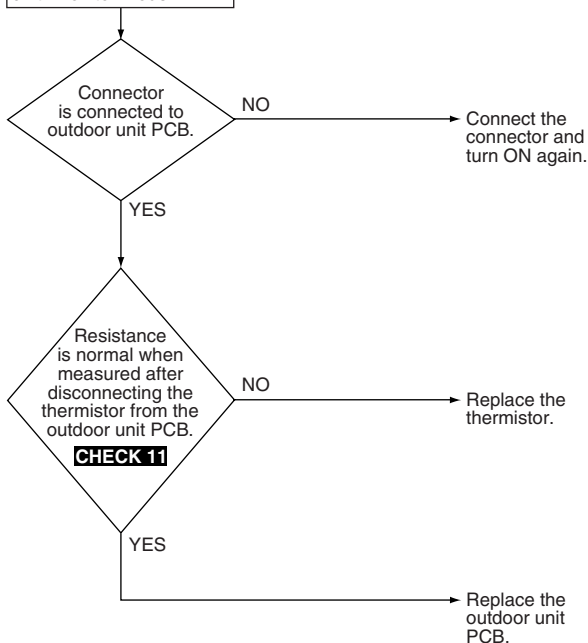 Connector
is connected to
outdoor unit PCB.
NO
Connect the
connector and
turn ON again.
YES
Resistance
is normal when
measured after
disconnecting the
thermistor from the
outdoor unit PCB.
CHECK 11
NO
Replace the
thermistor.
YES
Replace the
outdoor unit
PCB.